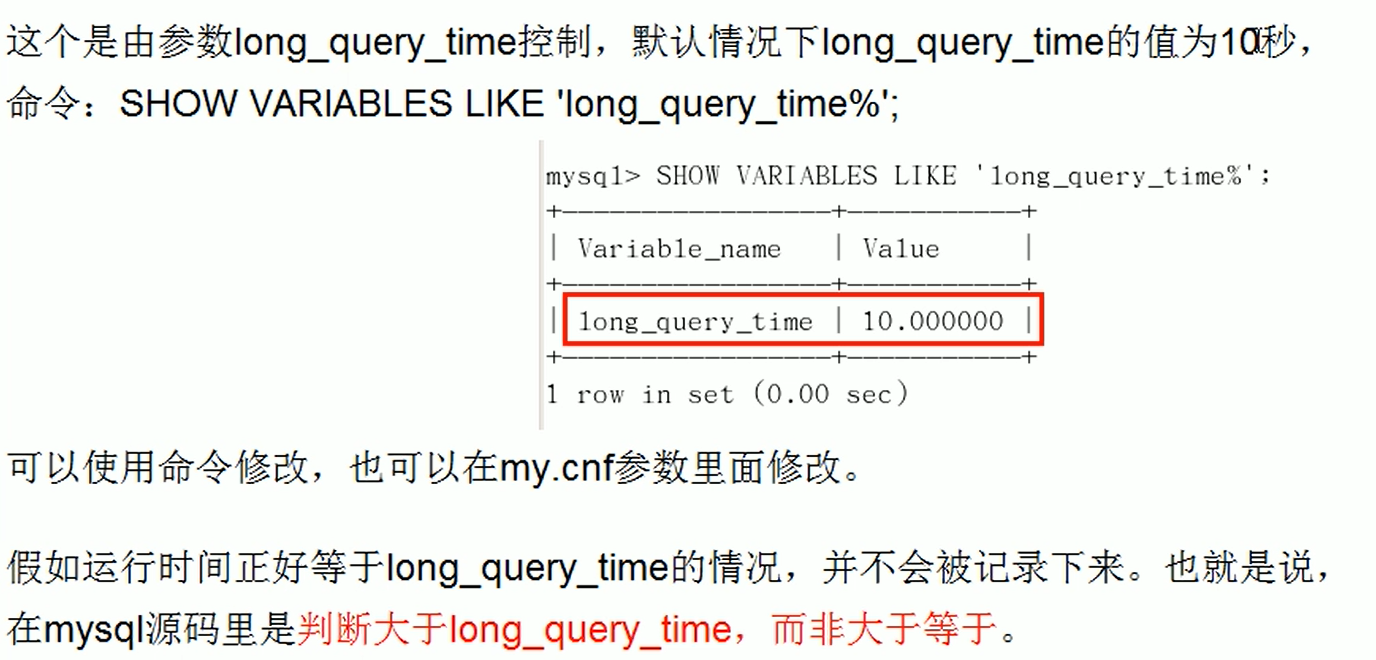 这个是由参数long_query_time控制，默认情况下long_query_time的值为10秒，
命令：SHOW VARIABLES LIKE 'long_query_time%';
mysql> SHOW VARIABLES LIKE 'long_query_time%';
+-----------------+-----------+
| Variable_name   | Value     |
+-----------------+-----------+
| long_query_time | 10.000000 |
+-----------------+-----------+
1 row in set (0.00 sec)
可以使用命令修改，也可以在my.cnf参数里面修改。
假如运行时间正好等于long_query_time的情况，并不会被记录下来。也就是说，
在mysql源码里是判断大于long_query_time，而非大于等于。